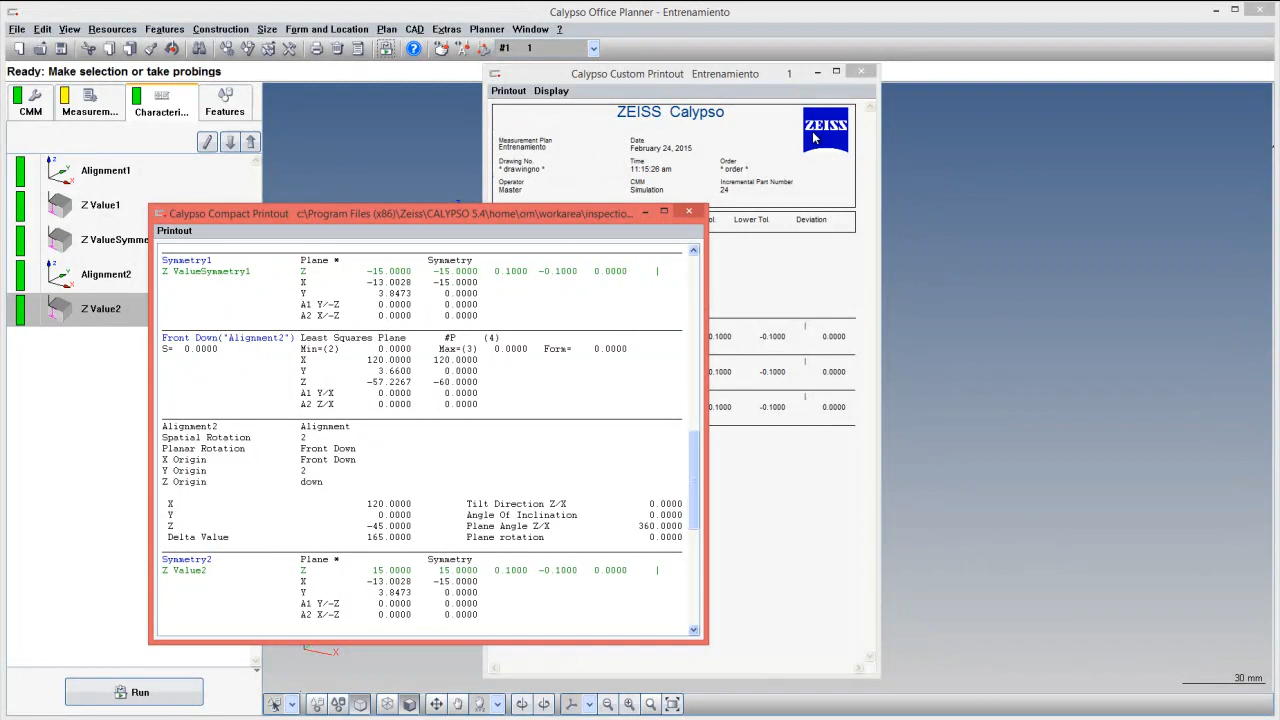 Calypso Office Planner - Entrenamiento
File Edit View Resources Features Construction Size Form and Location Plan CAD Extras Planner Window ?
#1 1
Ready: Make selection or take probings
CMM Measurem... Characteri... Features
Alignment1
Z Value1
Z ValueSymme
Alignment2
Z Value2
Run
Calypso Custom Printout Entrenamiento 1
Printout Display
ZEISS Calypso
ZEISS
Measurement Plan Date
Entrenamiento February 24, 2015
Drawing No. Time Order
* drawingno * 11:15:26 am * order *
Operator CMM Incremental Part Number
Master Simulation 24
ol. Lower Tol. Deviation
0.1000 -0.1000 0.0000
0.1000 -0.1000 0.0000
0.1000 -0.1000 0.0000
Calypso Compact Printout c:\Program Files (x86)\Zeiss\CALYPSO 5.4\home\om\workarea\inspectio...
Printout
Symmetry1 Plane * Symmetry
Z ValueSymmetry1 Z -15.0000 -15.0000 0.1000 -0.1000 0.0000 |
X -13.0028 -15.0000
Y 3.8473 0.0000
A1 Y/-Z 0.0000 0.0000
A2 X/-Z 0.0000 0.0000
Front Down("Alignment2") Least Squares Plane #P (4)
S= 0.0000 Min=(2) 0.0000 Max=(3) 0.0000 Form= 0.0000
X 120.0000 120.0000
Y 3.6600 0.0000
Z -57.2267 -60.0000
A1 Y/X 0.0000 0.0000
A2 Z/X 0.0000 0.0000
Alignment2 Alignment
Spatial Rotation 2
Planar Rotation Front Down
X Origin Front Down
Y Origin 2
Z Origin down
X 120.0000 Tilt Direction Z/X 0.0000
Y 0.0000 Angle Of Inclination 0.0000
Z -45.0000 Plane Angle Z/X 360.0000
Delta Value 165.0000 Plane rotation 0.0000
Symmetry2 Plane * Symmetry
Z Value2 Z 15.0000 15.0000 0.1000 -0.1000 0.0000 |
X -13.0028 -15.0000
Y 3.8473 0.0000
A1 Y/-Z 0.0000 0.0000
A2 X/-Z 0.0000 0.0000
X
30 mm